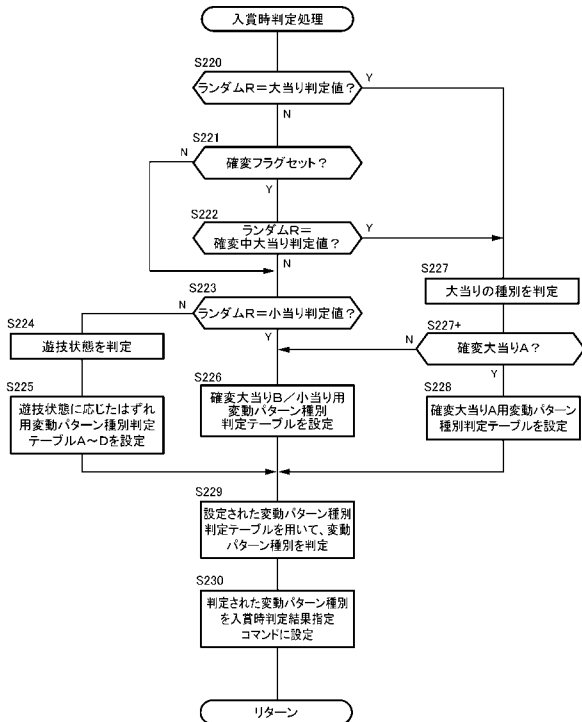 入賞時判定処理
S220
ランダムR=大当り判定値？
Y
N
S221
N
確変フラグセット？
Y
S222
ランダムR=
確変中大当り判定値？
Y
N
S223
N
ランダムR=小当り判定値？
Y
S227
大当りの種別を判定
S224
遊技状態を判定
S227+
N
確変大当りA？
Y
S225
遊技状態に応じたはずれ
用変動パターン種別判定
テーブルA～Dを設定
S226
確変大当りB／小当り用
変動パターン種別
判定テーブルを設定
S228
確変大当りA用変動パターン
種別判定テーブルを設定
S229
設定された変動パターン種別
判定テーブルを用いて、変動
パターン種別を判定
S230
判定された変動パターン種別
を入賞時判定結果指定
コマンドに設定
リターン